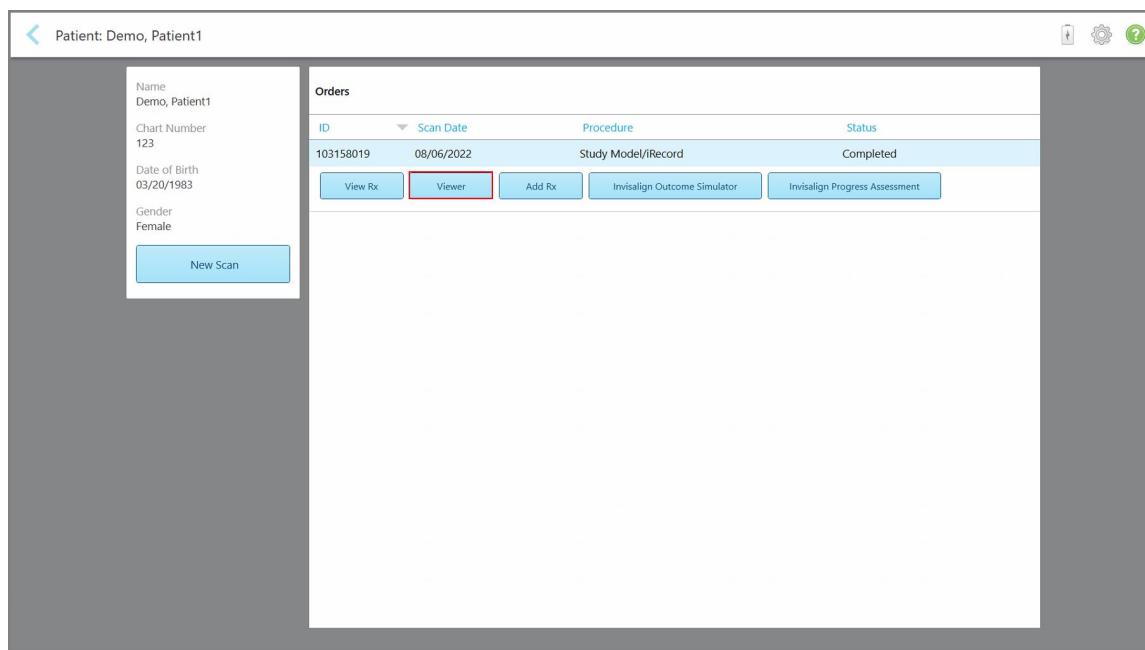 Patient: Demo, Patient1
Name
Demo, Patient1
Chart Number
123
Date of Birth
03/20/1983
Gender
Female
New Scan
Orders
ID Scan Date Procedure Status
103158019 08/06/2022 Study Model/iRecord Completed
View Rx Viewer Add Rx Invisalign Outcome Simulator Invisalign Progress Assessment
?